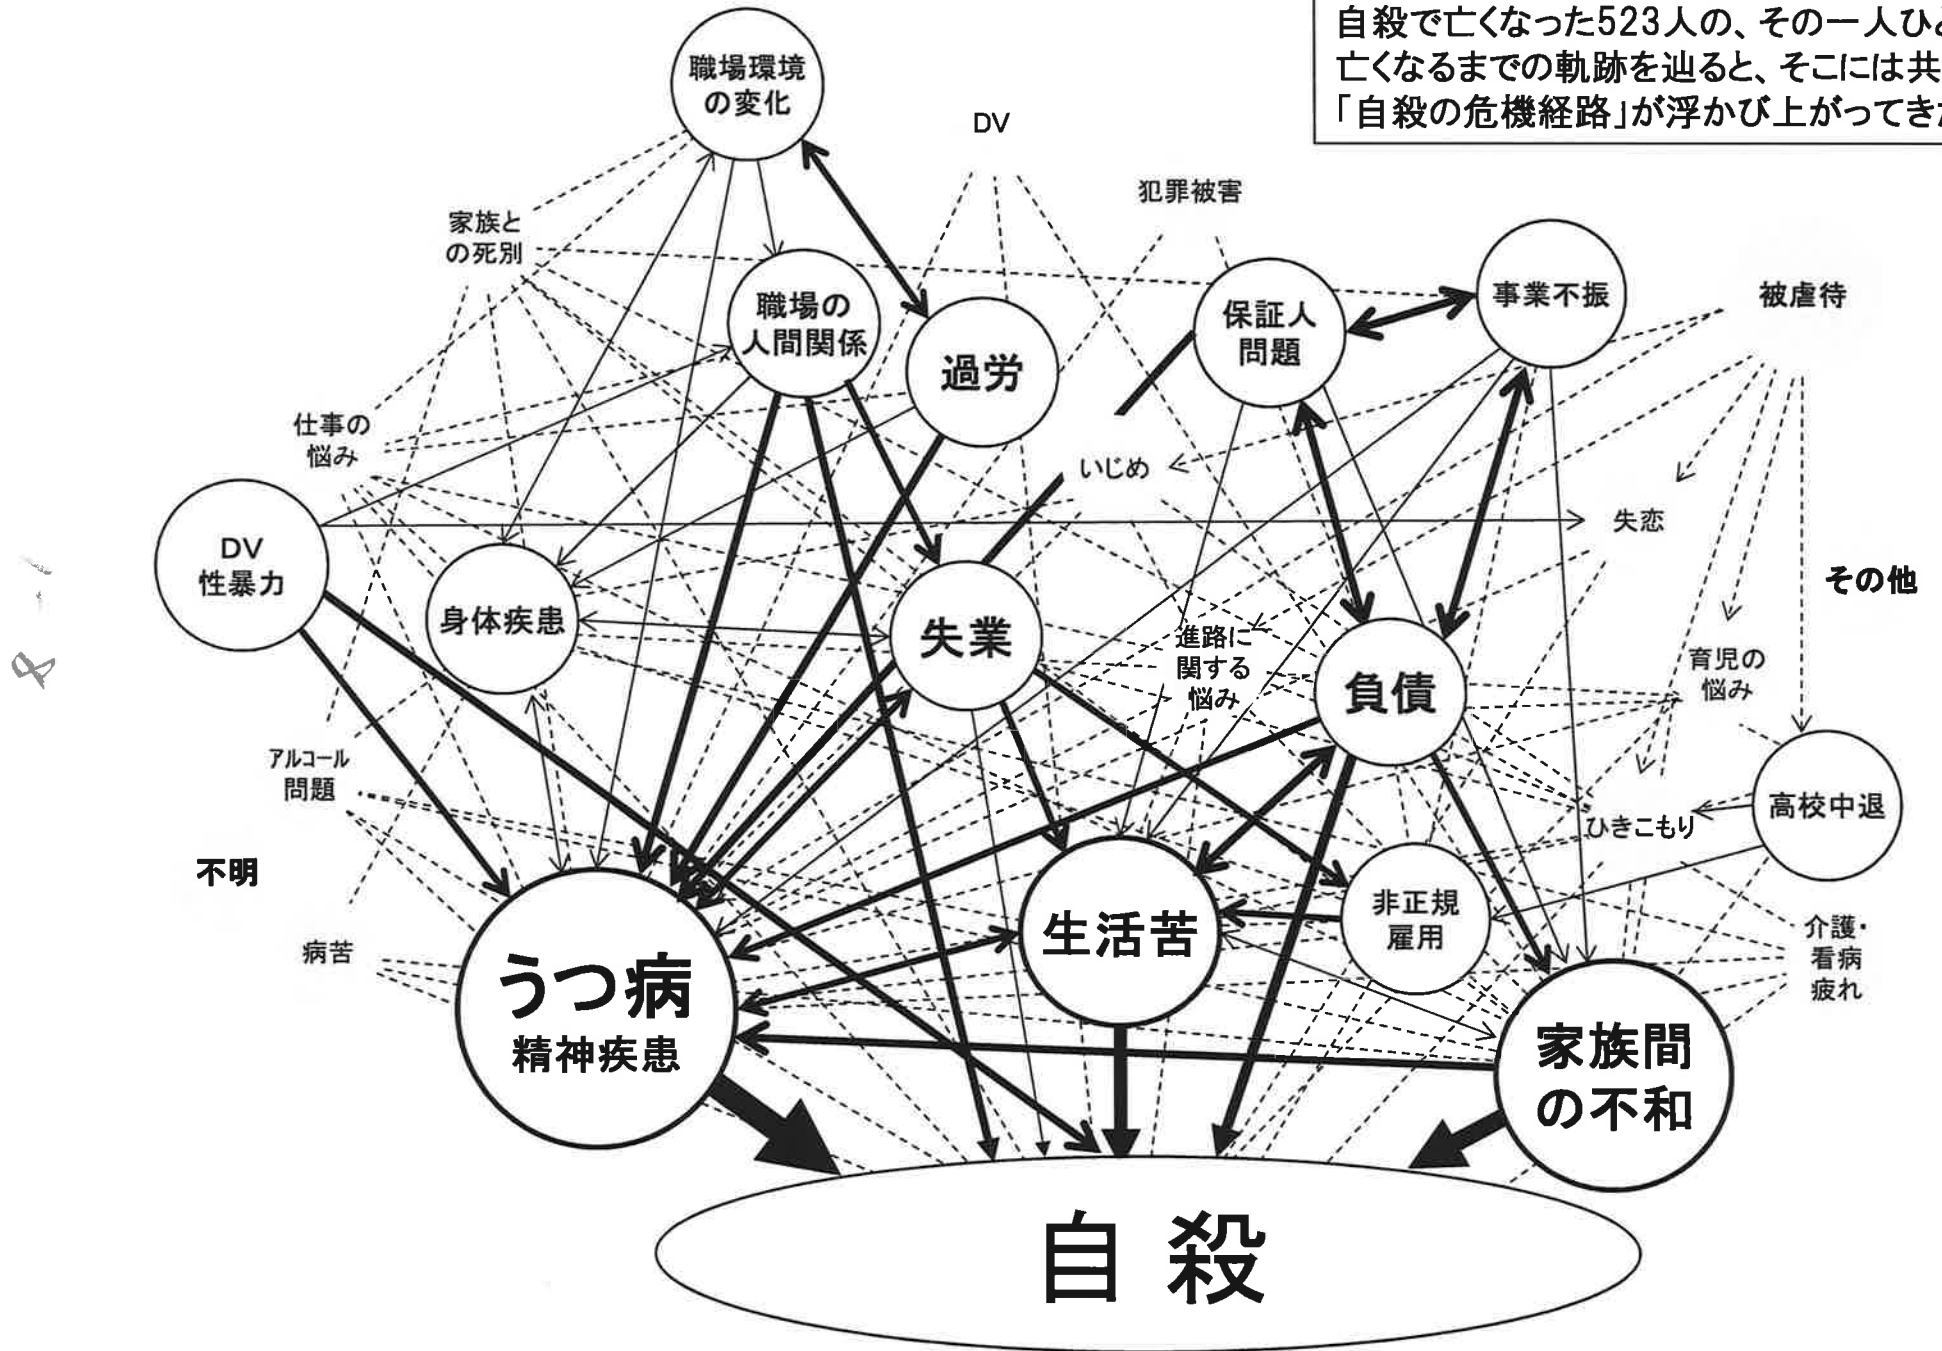 自殺で亡くなった523人の、その一人ひ
亡くなるまでの軌跡を辿ると、そこには共
「自殺の危機経路」が浮かび上がってき
職場環境
の変化
DV
犯罪被害
家族と
の死別
職場の
人間関係
過労
保証人
問題
事業不振
被虐待
仕事の
悩み
いじめ
失恋
DV
性暴力
身体疾患
失業
進路に
関する
悩み
負債
その他
育児の
悩み
アルコール
問題
ひきこもり
高校中退
不明
病苦
うつ病
精神疾患
生活苦
非正規
雇用
介護・
看病
疲れ
家族間
の不和
自殺